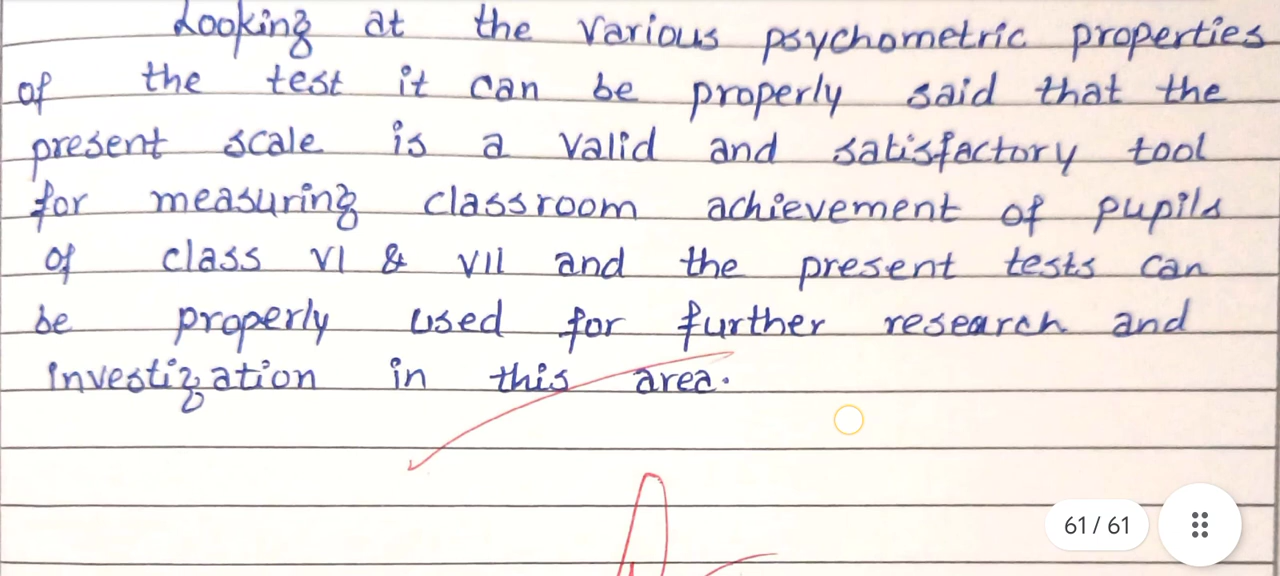 Looking at the various psychometric properties
of the test it can be properly said that the
present scale is a valid and satisfactory tool
for measuring classroom achievement of pupils
of class VI & VII and the present tests can
be properly used for further research and
investigation in this area.
61 / 61